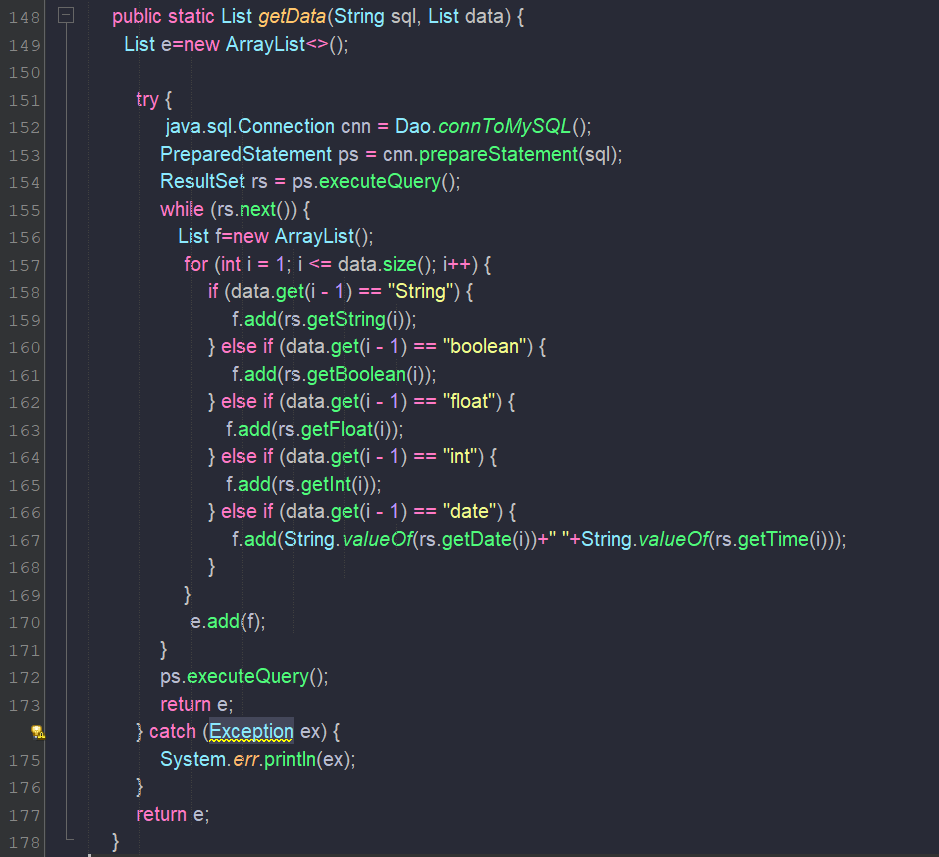 148 public static List getData(String sql, List data) {
149 List e=new ArrayList<>();
150
151 try {
152 java.sql.Connection cnn = Dao.connToMySQL();
153 PreparedStatement ps = cnn.prepareStatement(sql);
154 ResultSet rs = ps.executeQuery();
155 while (rs.next()) {
156 List f=new ArrayList();
157 for (int i = 1; i <= data.size(); i++) {
158 if (data.get(i - 1) == "String") {
159 f.add(rs.getString(i));
160 } else if (data.get(i - 1) == "boolean") {
161 f.add(rs.getBoolean(i));
162 } else if (data.get(i - 1) == "float") {
163 f.add(rs.getFloat(i));
164 } else if (data.get(i - 1) == "int") {
165 f.add(rs.getInt(i));
166 } else if (data.get(i - 1) == "date") {
167 f.add(String.valueOf(rs.getDate(i))+" "+String.valueOf(rs.getTime(i)));
168 }
169 }
170 e.add(f);
171 }
172 ps.executeQuery();
173 return e;
} catch (Exception ex) {
175 System.err.println(ex);
176 }
177 return e;
178 }